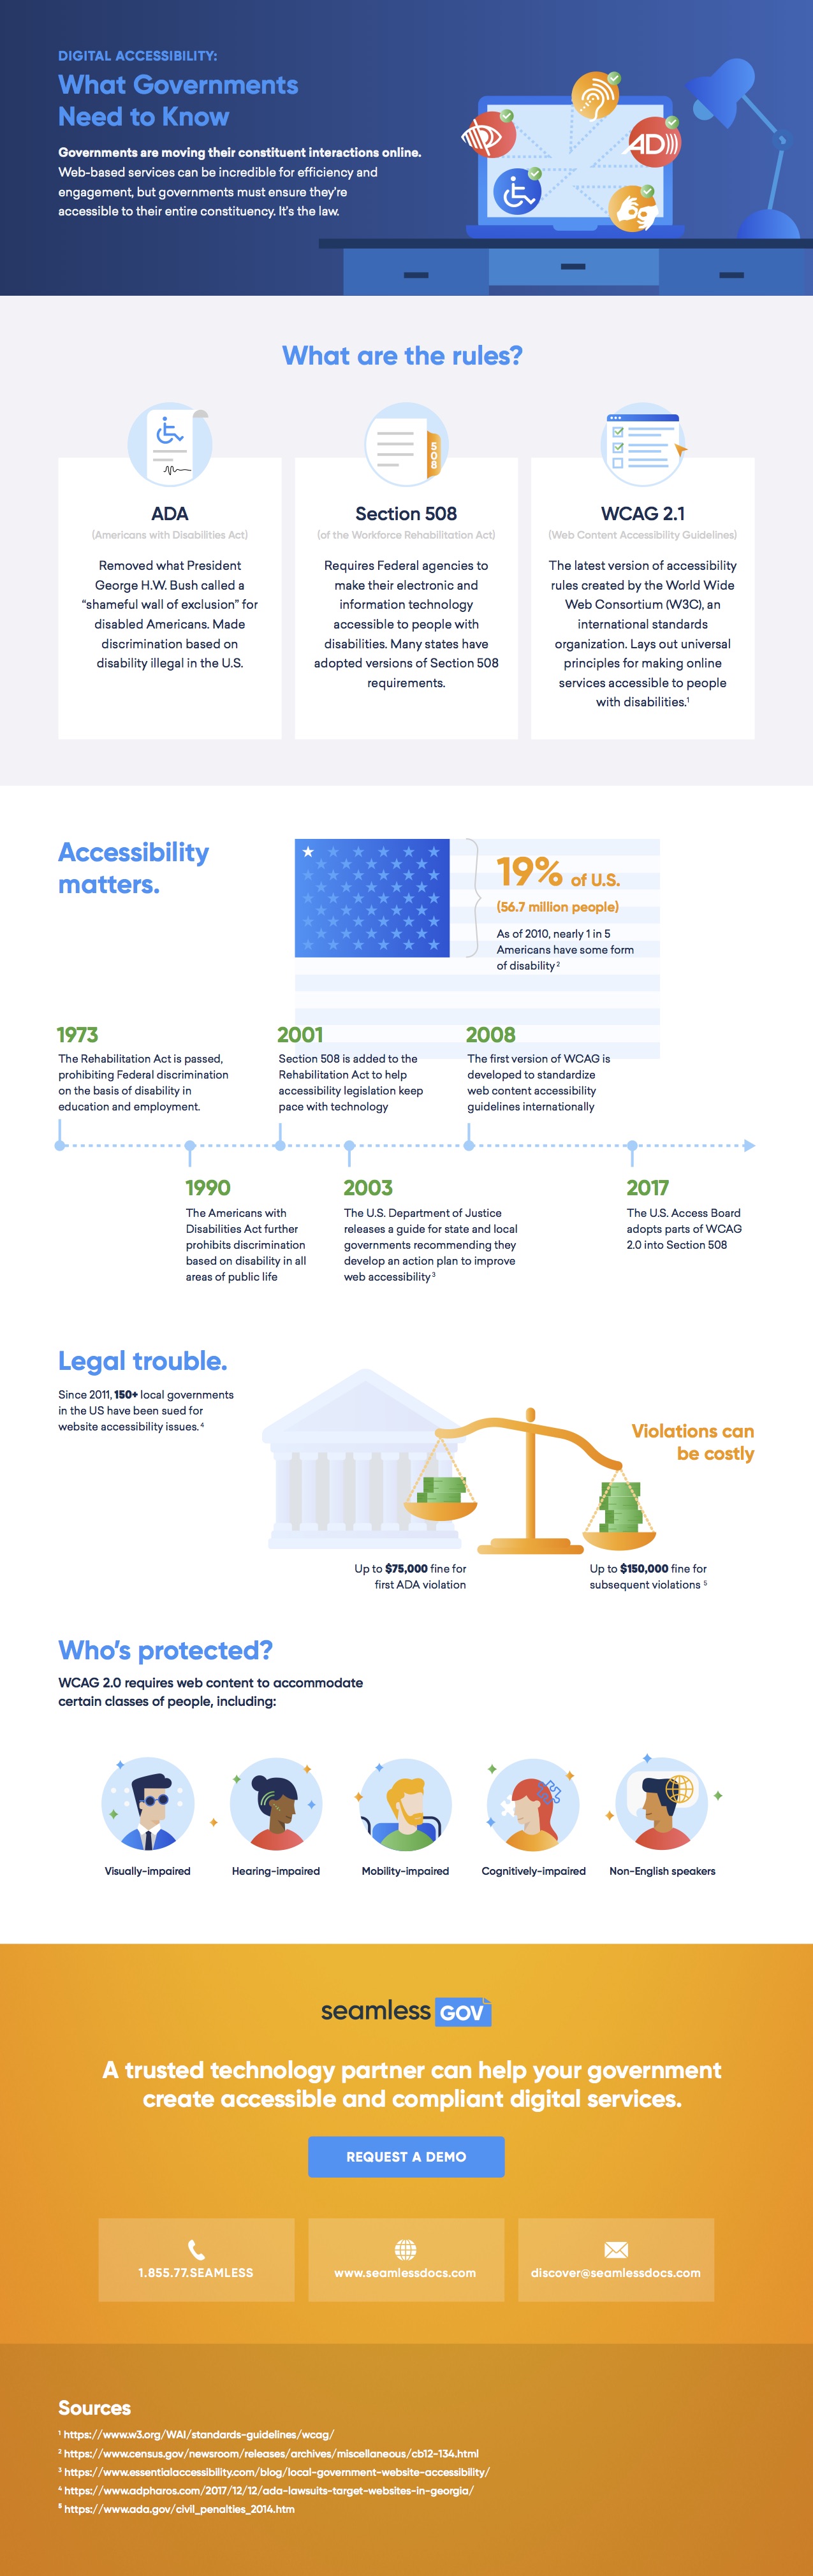 DIGITAL ACCESSIBILITY:
What Governments
Need to Know
Governments are moving their constituent interactions online.
Web-based services can be incredible for efficiency and
engagement, but governments must ensure they're
accessible to their entire constituency. It's the law.
AD
What are the rules?
ADA
(Americans with Disabilities Act)
Removed what President
George H.W. Bush called a
“shameful wall of exclusion” for
disabled Americans. Made
discrimination based on
disability illegal in the U.S.
508
Section 508
(of the Workforce Rehabilitation Act)
Requires Federal agencies to
make their electronic and
information technology
accessible to people with
disabilities. Many states have
adopted versions of Section 508
requirements.
WCAG 2.1
(Web Content Accessibility Guidelines)
The latest version of accessibility
rules created by the World Wide
Web Consortium (W3C), an
international standards
organization. Lays out universal
principles for making online
services accessible to people
with disabilities.¹
Accessibility
matters.
19% of U.S.
(56.7 million people)
As of 2010, nearly 1 in 5
Americans have some form
of disability²
1973
The Rehabilitation Act is passed,
prohibiting Federal discrimination
on the basis of disability in
education and employment.
1990
The Americans with
Disabilities Act further
prohibits discrimination
based on disability in all
areas of public life
2001
Section 508 is added to the
Rehabilitation Act to help
accessibility legislation keep
pace with technology
2003
The U.S. Department of Justice
releases a guide for state and local
governments recommending they
develop an action plan to improve
web accessibility³
2008
The first version of WCAG is
developed to standardize
web content accessibility
guidelines internationally
2017
The U.S. Access Board
adopts parts of WCAG
2.0 into Section 508
Legal trouble.
Since 2011, 150+ local governments
in the US have been sued for
website accessibility issues.⁴
Violations can
be costly
Up to $75,000 fine for
first ADA violation
Up to $150,000 fine for
subsequent violations ⁵
Who's protected?
WCAG 2.0 requires web content to accommodate
certain classes of people, including:
Visually-impaired
Hearing-impaired
Mobility-impaired
Cognitively-impaired
Non-English speakers
seamless GOV
A trusted technology partner can help your government
create accessible and compliant digital services.
REQUEST A DEMO
1.855.77.SEAMLESS
www.seamlessdocs.com
discover@seamlessdocs.com
Sources
¹ https://www.w3.org/WAI/standards-guidelines/wcag/
² https://www.census.gov/newsroom/releases/archives/miscellaneous/cb12-134.html
³ https://www.essentialaccessibility.com/blog/local-government-website-accessibility/
⁴ https://www.adpharos.com/2017/12/12/ada-lawsuits-target-websites-in-georgia/
⁵ https://www.ada.gov/civil_penalties_2014.htm